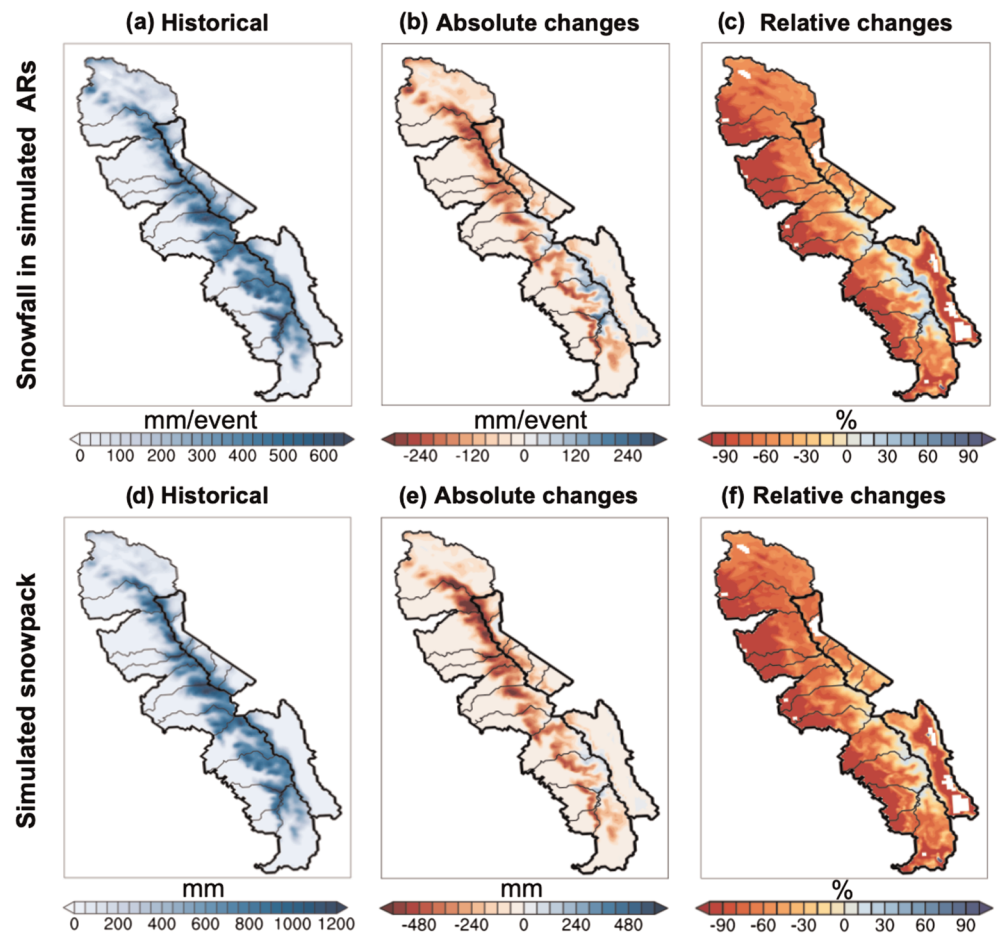 (a) Historical
(b) Absolute changes
(c) Relative changes
Snowfall in simulated ARs
mm/event
mm/event
%
0 100 200 300 400 500 600
-240 -120 0 120 240
-90 -60 -30 0 30 60 90
(d) Historical
(e) Absolute changes
(f) Relative changes
Simulated snowpack
mm
mm
%
0 200 400 600 800 1000 1200
-480 -240 0 240 480
-90 -60 -30 0 30 60 90